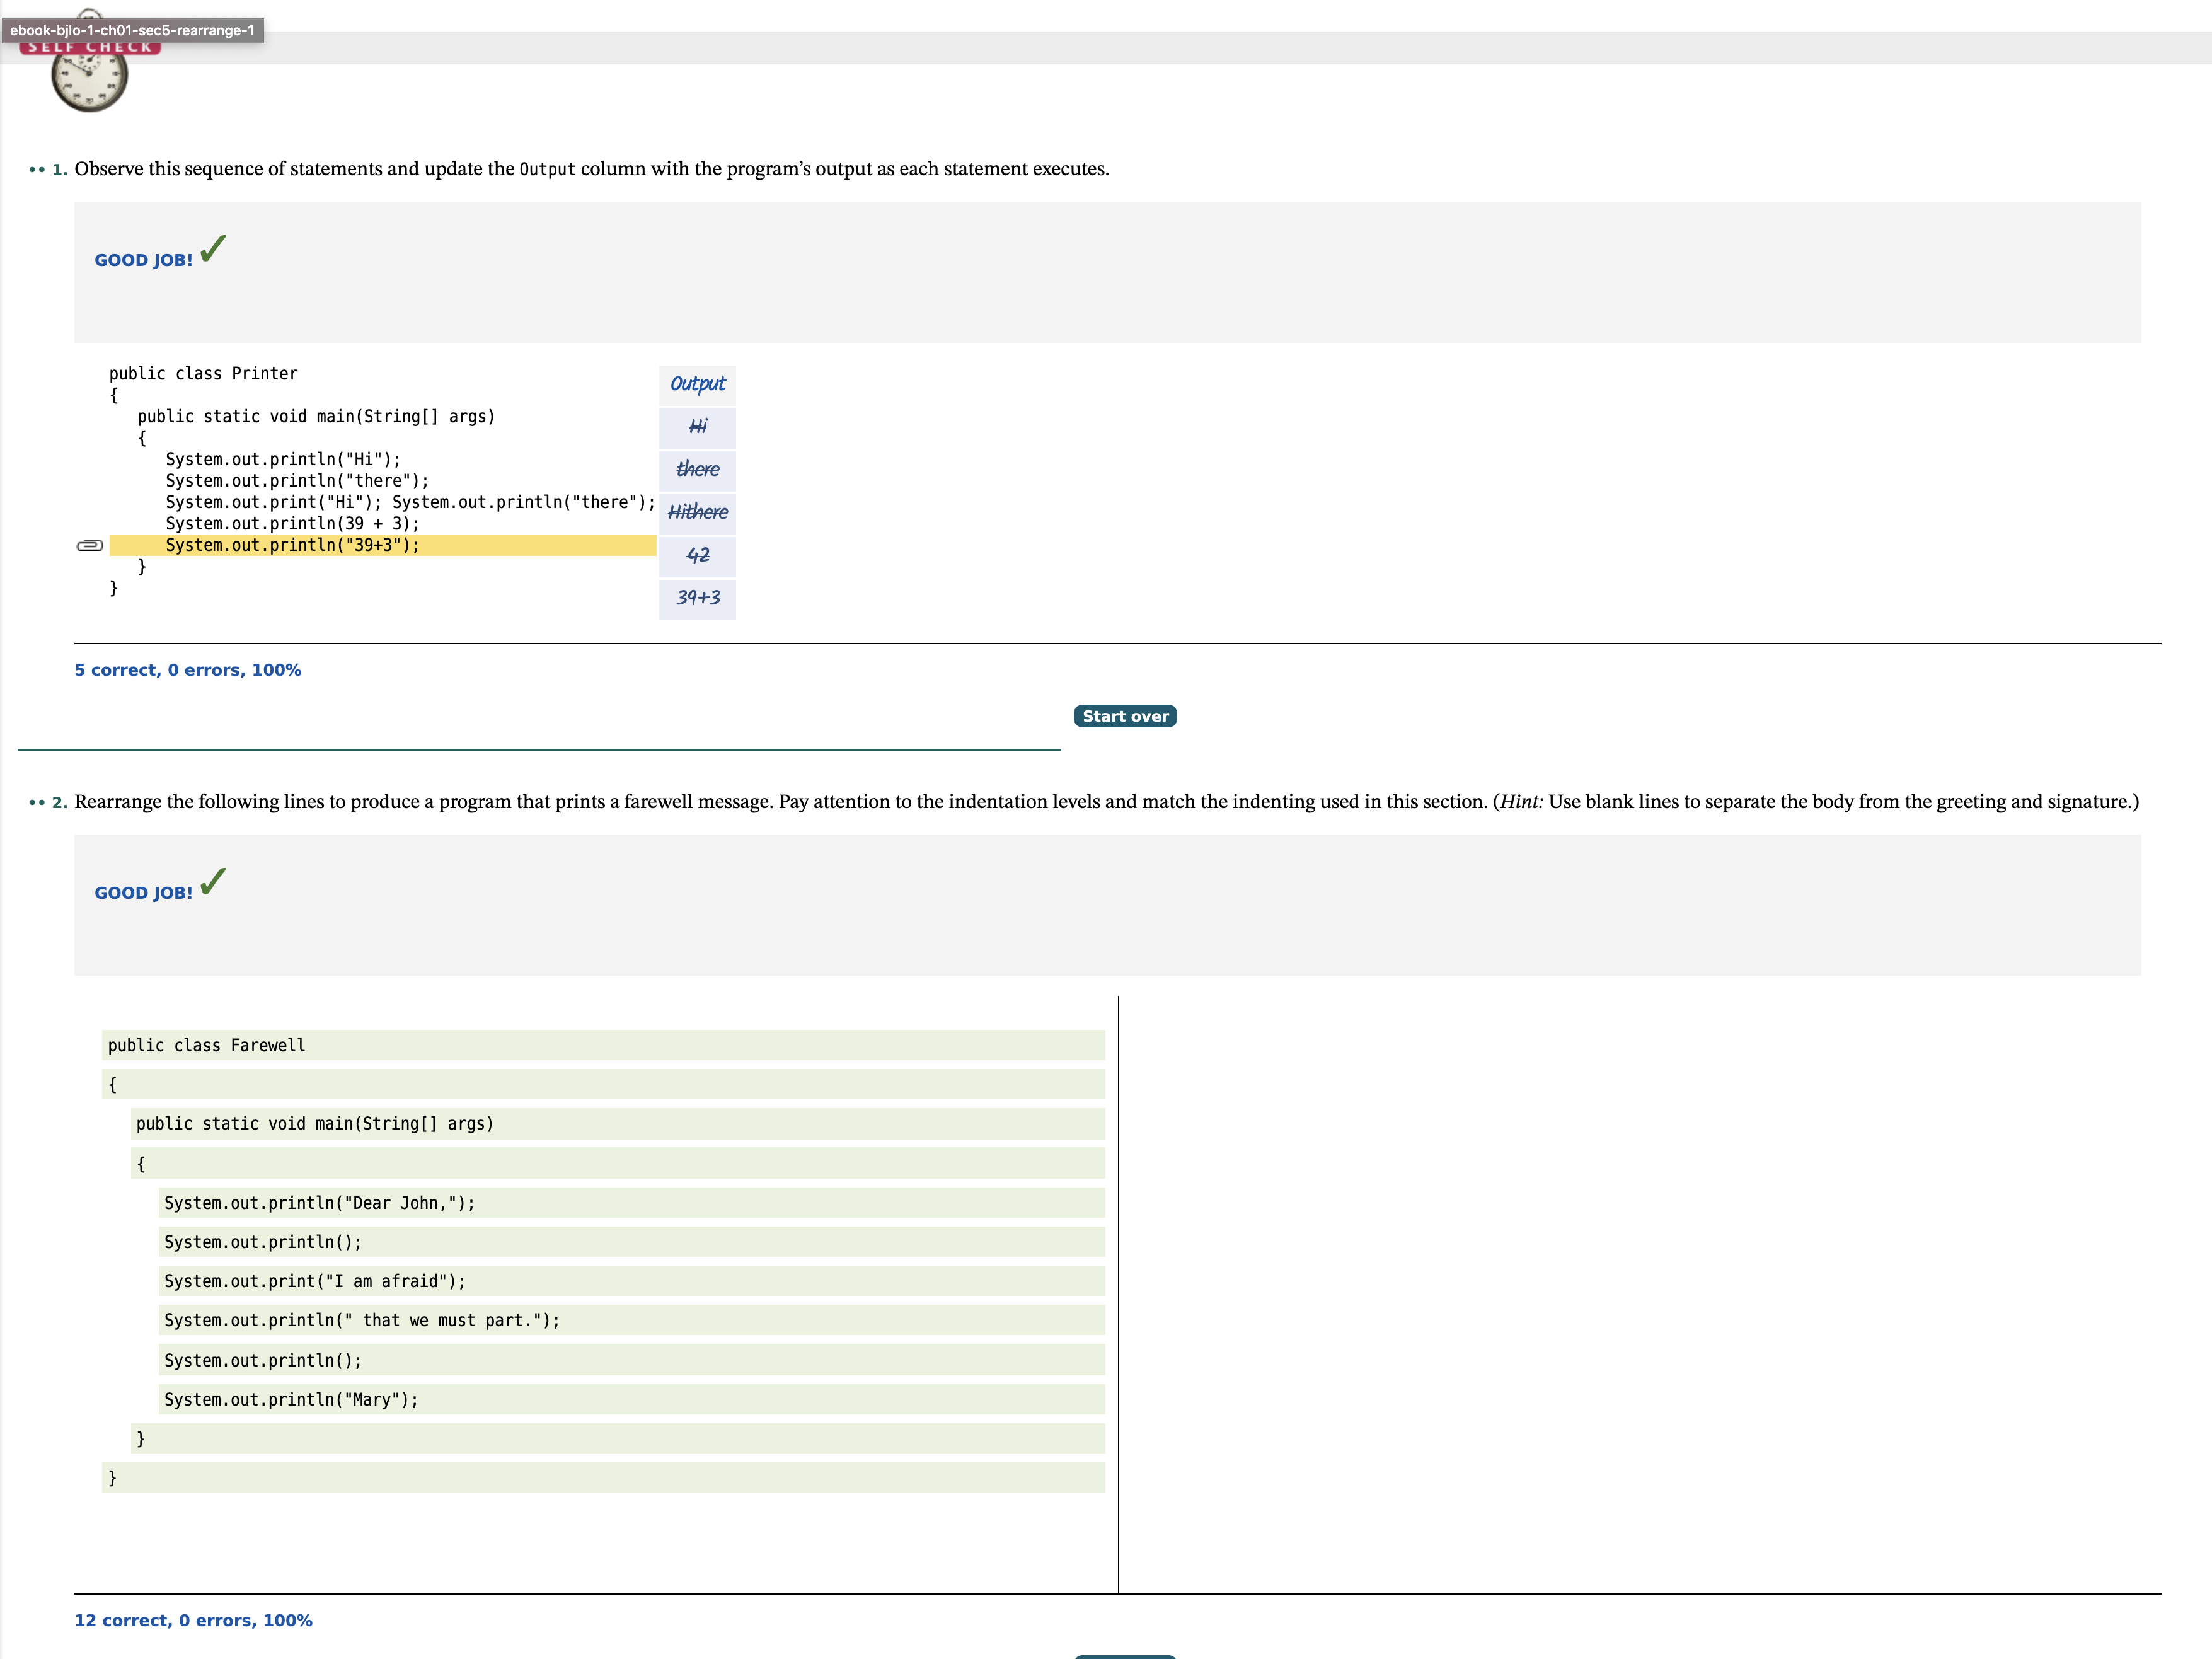 ebook-bjlo-1-ch01-sec5-rearrange-1
SELF CHECK
•• 1. Observe this sequence of statements and update the Output column with the program’s output as each statement executes.
GOOD JOB! ✓
public class Printer
{
   public static void main(String[] args)
   {
      System.out.println("Hi");
      System.out.println("there");
      System.out.print("Hi"); System.out.println("there");
      System.out.println(39 + 3);
      System.out.println("39+3");
   }
}
Output
Hi
there
Hithere
42
39+3
5 correct, 0 errors, 100%
Start over
•• 2. Rearrange the following lines to produce a program that prints a farewell message. Pay attention to the indentation levels and match the indenting used in this section. (Hint: Use blank lines to separate the body from the greeting and signature.)
GOOD JOB! ✓
public class Farewell
{
   public static void main(String[] args)
   {
      System.out.println("Dear John,");
      System.out.println();
      System.out.print("I am afraid");
      System.out.println(" that we must part.");
      System.out.println();
      System.out.println("Mary");
   }
}
12 correct, 0 errors, 100%